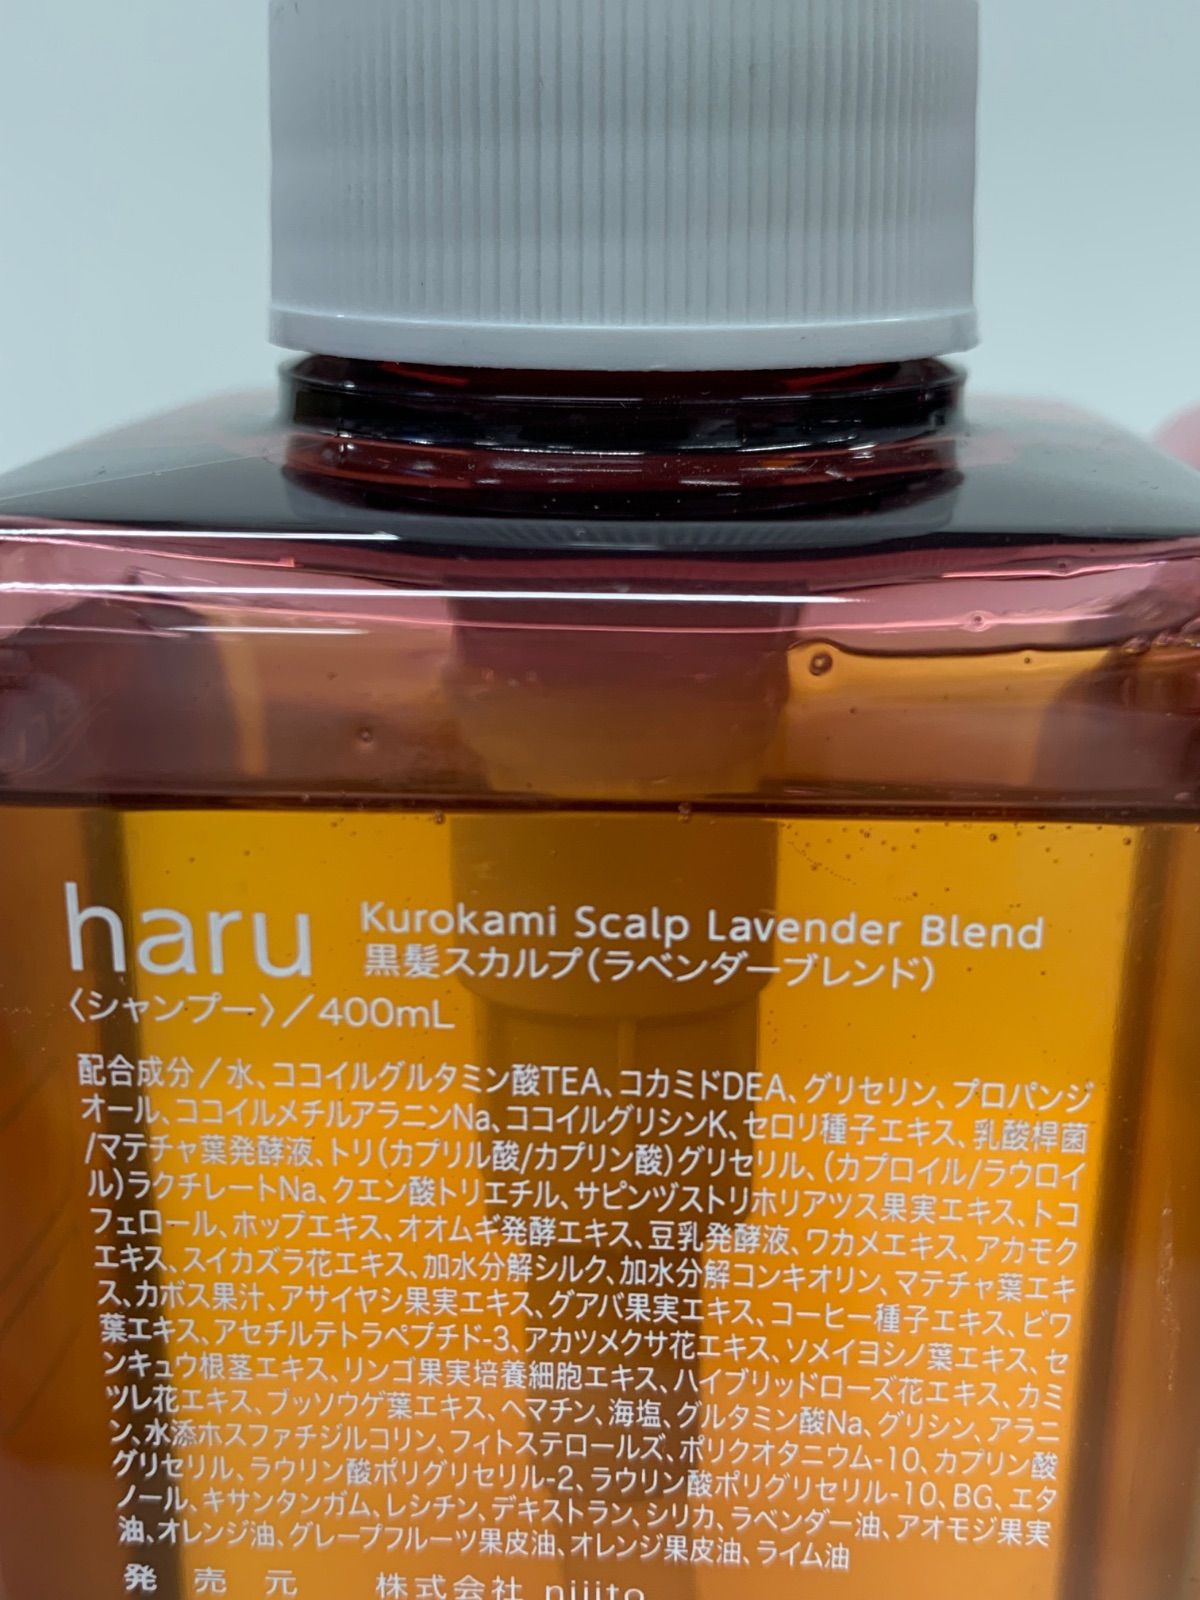 haru Kurokami Scalp Lavender Blend
黒髪スカルプ(ラベンダーブレンド)
〈シャンプー〉／400mL
配合成分／水、ココイルグルタミン酸TEA、コカミドDEA、グリセリン、プロパンジ
オール、ココイルメチルアラニンNa、ココイルグリシンK、セロリ種子エキス、乳酸桿菌
/マテチャ葉発酵液、トリ(カプリル酸/カプリン酸)グリセリル、(カプロイル/ラウロイ
ル)ラクチレートNa、クエン酸トリエチル、サピンヅストリホリアツス果実エキス、トコ
フェロール、ホップエキス、オオムギ発酵エキス、豆乳発酵液、ワカメエキス、アカモク
エキス、スイカズラ花エキス、加水分解シルク、加水分解コンキオリン、マテチャ葉エキ
ス、カボス果汁、アサイヤシ果実エキス、グアバ果実エキス、コーヒー種子エキス、ビワ
葉エキス、アセチルテトラペプチド-3、アカツメクサ花エキス、ソメイヨシノ葉エキス、セ
ンキュウ根茎エキス、リンゴ果実培養細胞エキス、ハイブリッドローズ花エキス、カミ
ツレ花エキス、ブッソウゲ葉エキス、ヘマチン、海塩、グルタミン酸Na、グリシン、アラニ
ン、水添ホスファチジルコリン、フィトステロールズ、ポリクオタニウム-10、カプリン酸
グリセリル、ラウリン酸ポリグリセリル-2、ラウリン酸ポリグリセリル-10、BG、エタ
ノール、キサンタンガム、レシチン、デキストラン、シリカ、ラベンダー油、アオモジ果実
油、オレンジ油、グレープフルーツ果皮油、オレンジ果皮油、ライム油
発売元 株式会社 nijito